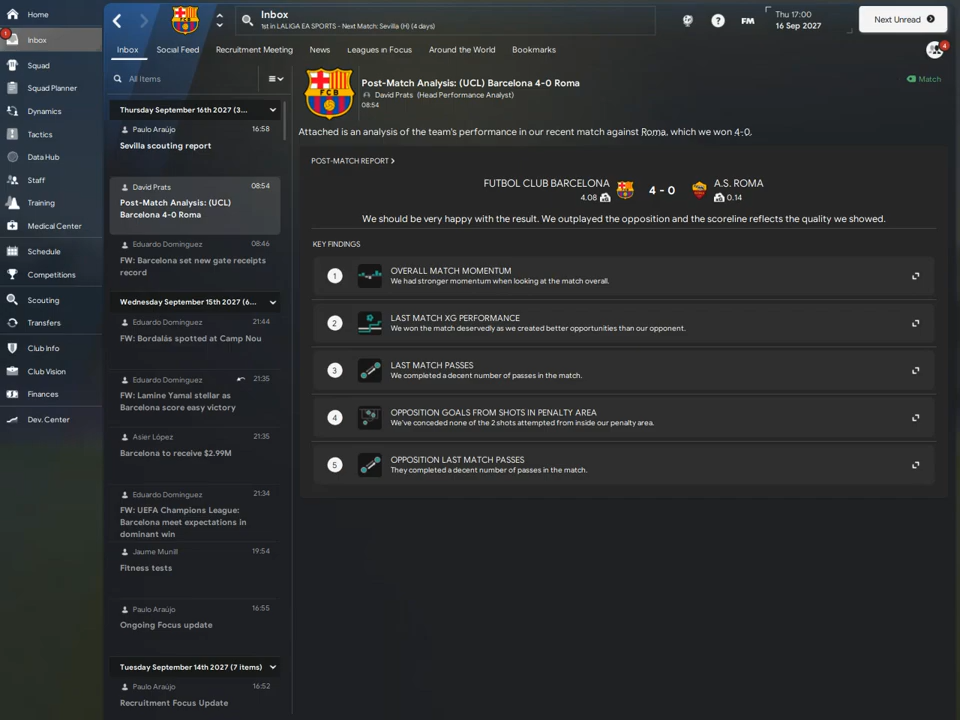 Home
1
Inbox
Squad
Squad Planner
Dynamics
Tactics
Data Hub
Staff
Training
Medical Center
Schedule
Competitions
Scouting
Transfers
Club Info
Club Vision
Finances
Dev. Center
Inbox
1st in LALIGA EA SPORTS - Next Match: Sevilla (H) (4 days)
FM
Thu 17:00
16 Sep 2027
Next Unread
Inbox
Social Feed
Recruitment Meeting
News
Leagues in Focus
Around the World
Bookmarks
4
All Items
Thursday September 16th 2027 (3...
Paulo Araújo 16:58
Sevilla scouting report
David Prats 08:54
Post-Match Analysis: (UCL)
Barcelona 4-0 Roma
Eduardo Domínguez 08:46
FW: Barcelona set new gate receipts
record
Wednesday September 15th 2027 (6...
Eduardo Domínguez 21:44
FW: Bordalás spotted at Camp Nou
Eduardo Domínguez 21:35
FW: Lamine Yamal stellar as
Barcelona score easy victory
Asier López 21:35
Barcelona to receive $2.99M
Eduardo Domínguez 21:34
FW: UEFA Champions League:
Barcelona meet expectations in
dominant win
Jaume Munill 19:54
Fitness tests
Paulo Araújo 16:55
Ongoing Focus update
Tuesday September 14th 2027 (7 items)
Paulo Araújo 16:52
Recruitment Focus Update
FCB
Post-Match Analysis: (UCL) Barcelona 4-0 Roma
David Prats (Head Performance Analyst)
08:54
Match
Attached is an analysis of the team's performance in our recent match against Roma, which we won 4-0.
POST-MATCH REPORT
FUTBOL CLUB BARCELONA 4 - 0 A.S. ROMA
4.08 0.14
We should be very happy with the result. We outplayed the opposition and the scoreline reflects the quality we showed.
KEY FINDINGS
1
OVERALL MATCH MOMENTUM
We had stronger momentum when looking at the match overall.
2
LAST MATCH XG PERFORMANCE
We won the match deservedly as we created better opportunities than our opponent.
3
LAST MATCH PASSES
We completed a decent number of passes in the match.
4
OPPOSITION GOALS FROM SHOTS IN PENALTY AREA
We've conceded none of the 2 shots attempted from inside our penalty area.
5
OPPOSITION LAST MATCH PASSES
They completed a decent number of passes in the match.